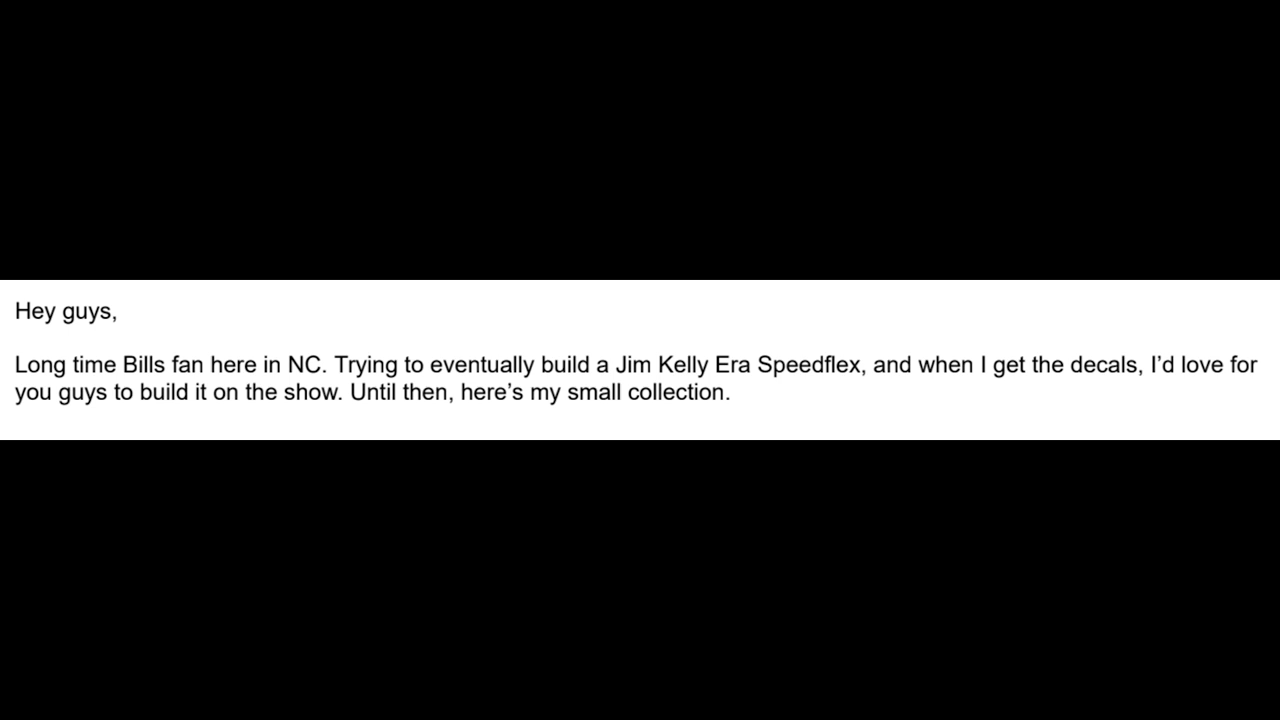 Hey guys,
Long time Bills fan here in NC. Trying to eventually build a Jim Kelly Era Speedflex, and when I get the decals, I’d love for
you guys to build it on the show. Until then, here’s my small collection.